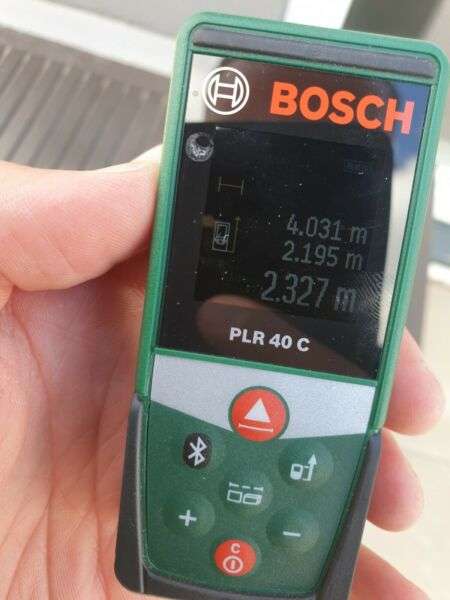 BOSCH
4.031 m
2.195 m
2.327 m
PLR 40 C
+
-
C